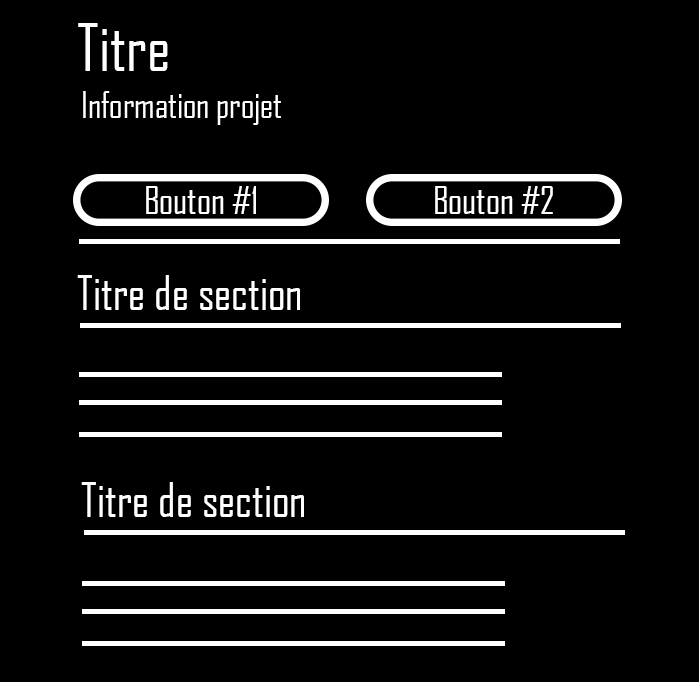 Titre
Information projet
Bouton #1
Bouton #2
Titre de section
Titre de section